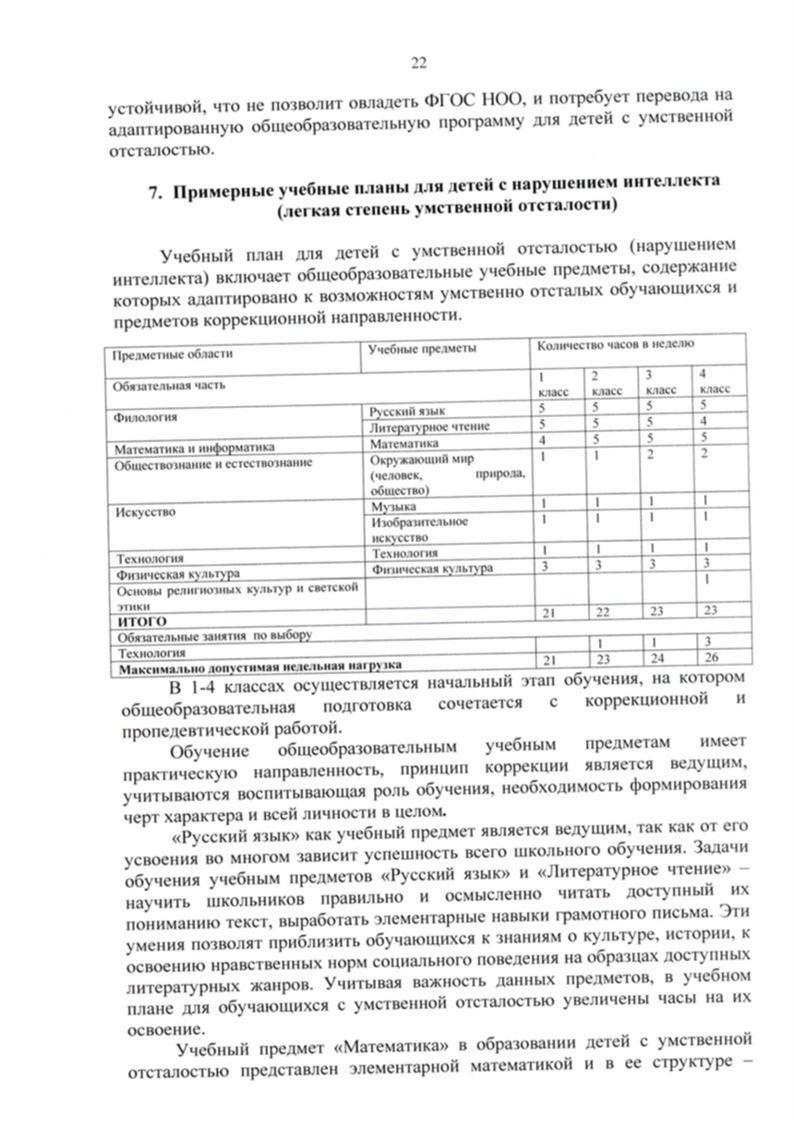 22
устойчивой, что не позволит овладеть ФГОС НОО, и потребует перевода на
адаптированную общеобразовательную программу для детей с умственной
отсталостью.
7. Примерные учебные планы для детей с нарушением интеллекта
(легкая степень умственной отсталости)
Учебный план для детей с умственной отсталостью (нарушением
интеллекта) включает общеобразовательные учебные предметы, содержание
которых адаптировано к возможностям умственно отсталых обучающихся и
предметов коррекционной направленности.
Предметные области Учебные предметы Количество часов в неделю
Обязательная часть 1 класс 2 класс 3 класс 4 класс
Филология Русский язык 5 5 5 5
Литературное чтение 5 5 5 4
Математика и информатика Математика 4 5 5 5
Обществознание и естествознание Окружающий мир 1 1 2 2
(человек, природа,
общество)
Искусство Музыка 1 1 1 1
Изобразительное 1 1 1 1
искусство
Технология Технология 1 1 1 1
Физическая культура Физическая культура 3 3 3 3
Основы религиозных культур и светской 1
этики
ИТОГО 21 22 23 23
Обязательные занятия по выбору
Технология 1 1 3
Максимально допустимая недельная нагрузка 21 23 24 26
В 1-4 классах осуществляется начальный этап обучения, на котором
общеобразовательная подготовка сочетается с коррекционной и
пропедевтической работой.
Обучение общеобразовательным учебным предметам имеет
практическую направленность, принцип коррекции является ведущим,
учитываются воспитывающая роль обучения, необходимость формирования
черт характера и всей личности в целом.
«Русский язык» как учебный предмет является ведущим, так как от его
усвоения во многом зависит успешность всего школьного обучения. Задачи
обучения учебным предметов «Русский язык» и «Литературное чтение» –
научить школьников правильно и осмысленно читать доступный их
пониманию текст, выработать элементарные навыки грамотного письма. Эти
умения позволят приблизить обучающихся к знаниям о культуре, истории, к
освоению нравственных норм социального поведения на образцах доступных
литературных жанров. Учитывая важность данных предметов, в учебном
плане для обучающихся с умственной отсталостью увеличены часы на их
освоение.
Учебный предмет «Математика» в образовании детей с умственной
отсталостью представлен элементарной математикой и в ее структуре –